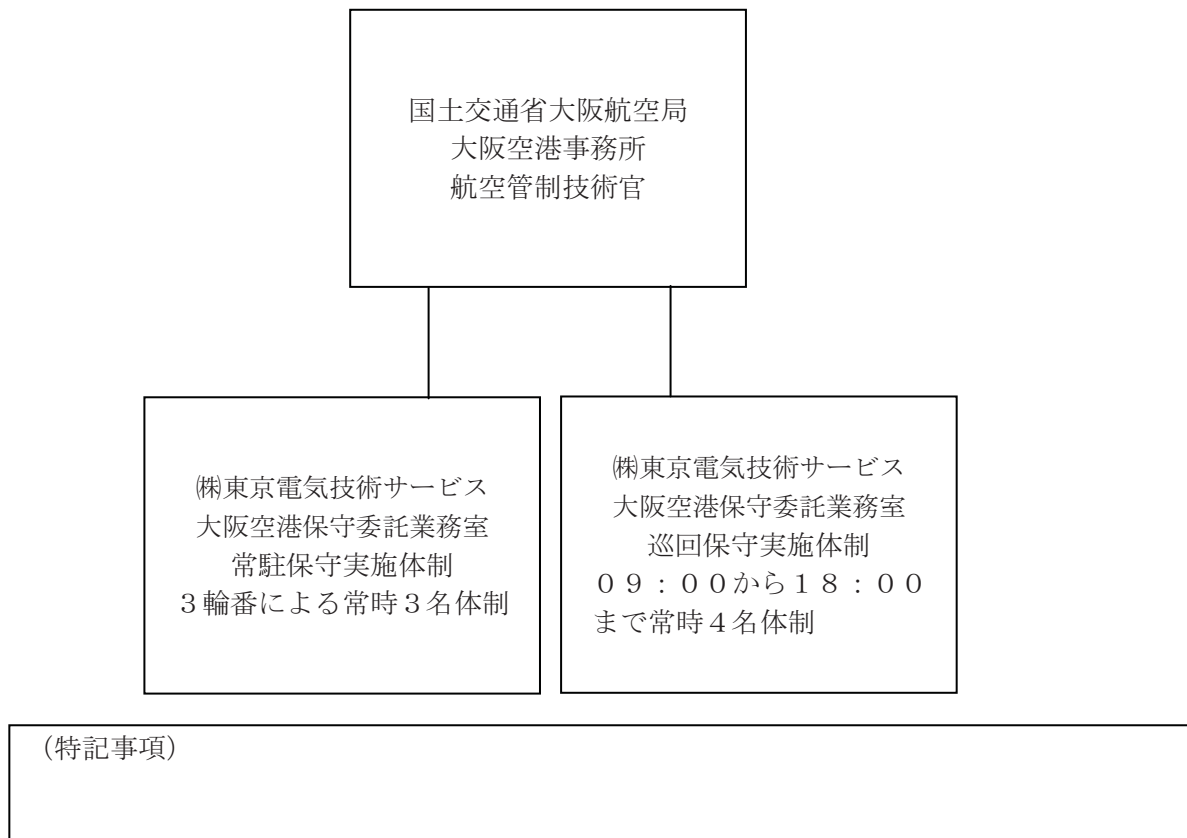 国土交通省大阪航空局
大阪空港事務所
航空管制技術官
㈱東京電気技術サービス
大阪空港保守委託業務室
常駐保守実施体制
３輪番による常時３名体制
㈱東京電気技術サービス
大阪空港保守委託業務室
巡回保守実施体制
０９：００から１８：００
まで常時４名体制
（特記事項）